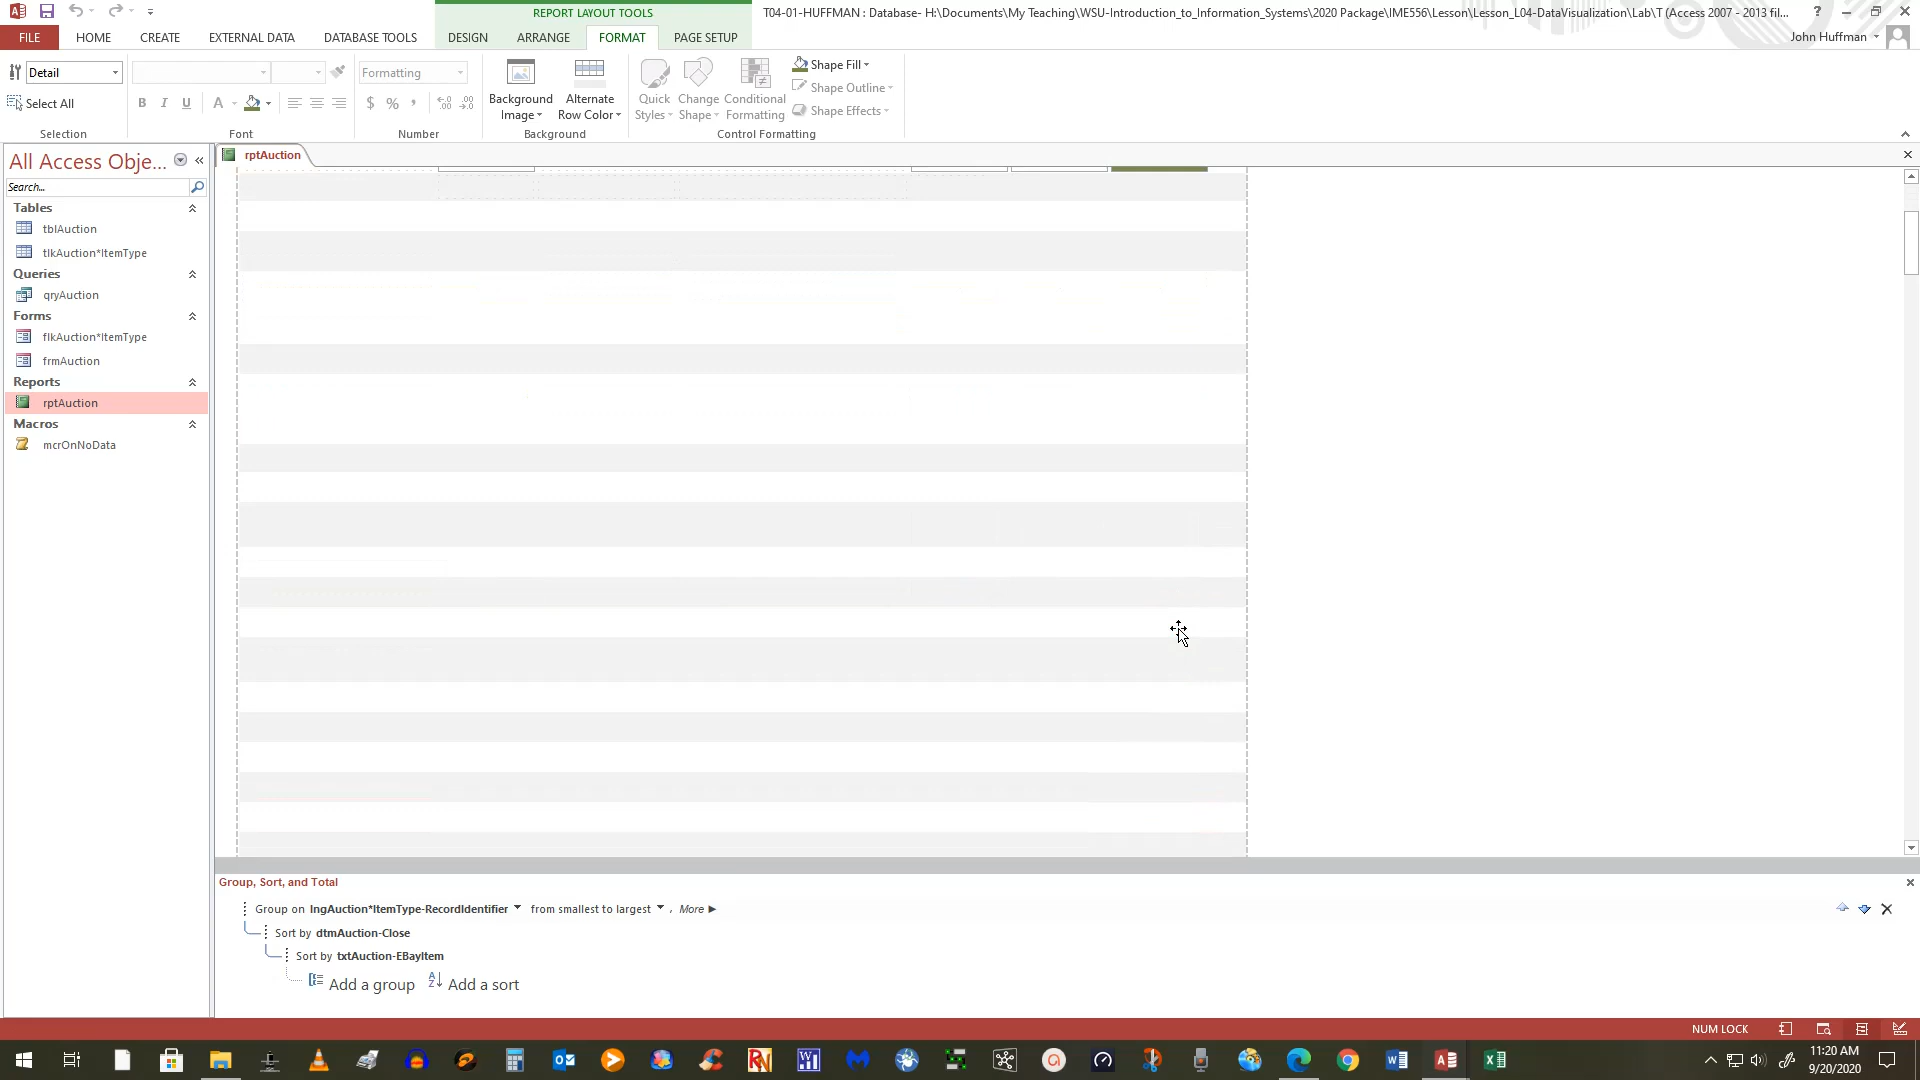 REPORT LAYOUT TOOLS
T04-01-HUFFMAN : Database- H:\Documents\My Teaching\WSU-Introduction_to_Information_Systems\2020 Package\IME556\Lesson\Lesson_L04-DataVisualization\Lab\T (Access 2007 - 2013 fil...
FILE HOME CREATE EXTERNAL DATA DATABASE TOOLS DESIGN ARRANGE FORMAT PAGE SETUP
John Huffman
Detail
Select All
Selection
B I U A
Font
Formatting
$ % ,
Number
Background Image
Alternate Row Color
Background
Quick Styles
Change Shape
Conditional Formatting
Shape Fill
Shape Outline
Shape Effects
Control Formatting
All Access Obje...
Search...
Tables
tblAuction
tlkAuction*ItemType
Queries
qryAuction
Forms
flkAuction*ItemType
frmAuction
Reports
rptAuction
Macros
mcrOnNoData
rptAuction
Group, Sort, and Total
Group on lngAuction*ItemType-RecordIdentifier from smallest to largest , More
Sort by dtmAuction-Close
Sort by txtAuction-EBayItem
Add a group Add a sort
NUM LOCK
11:20 AM
9/20/2020